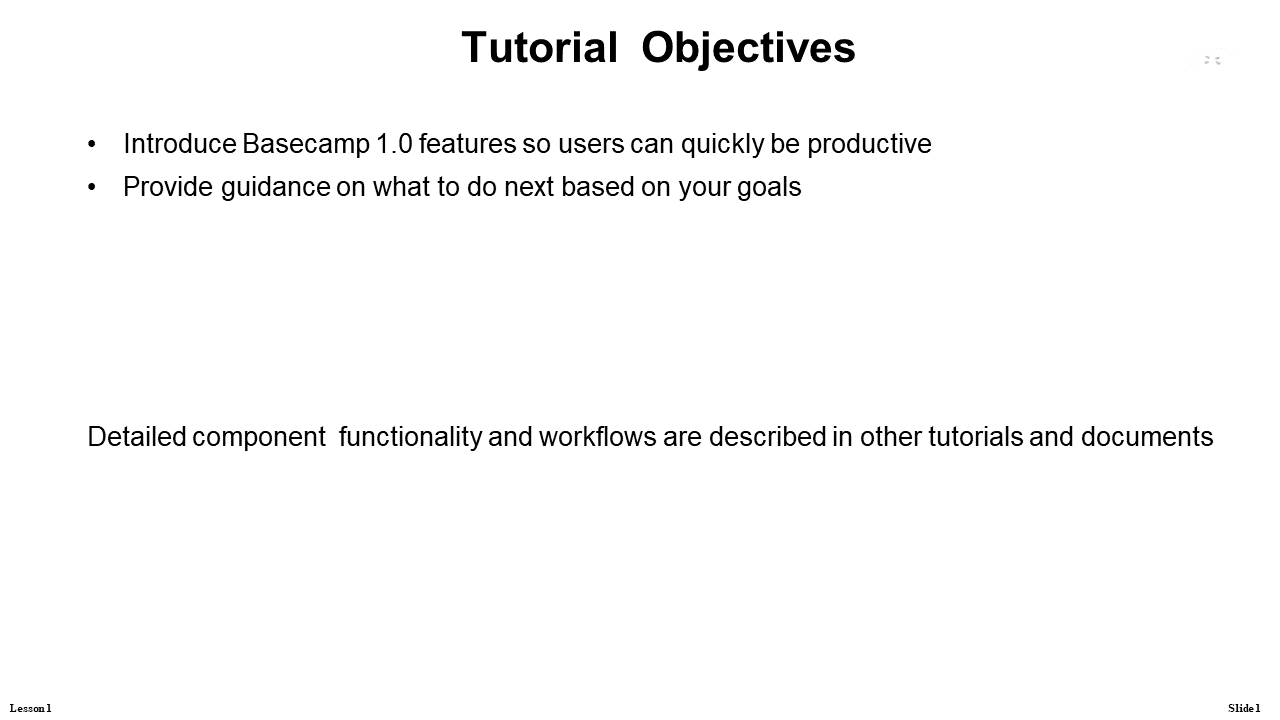 Tutorial Objectives
• Introduce Basecamp 1.0 features so users can quickly be productive
• Provide guidance on what to do next based on your goals
Detailed component functionality and workflows are described in other tutorials and documents
Lesson 1
Slide 1